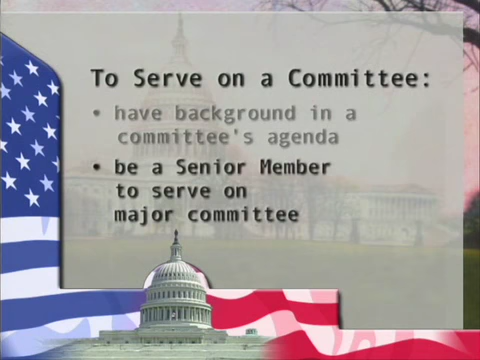 To Serve on a Committee:
• have background in a
committee's agenda
• be a Senior Member
to serve on
major committee